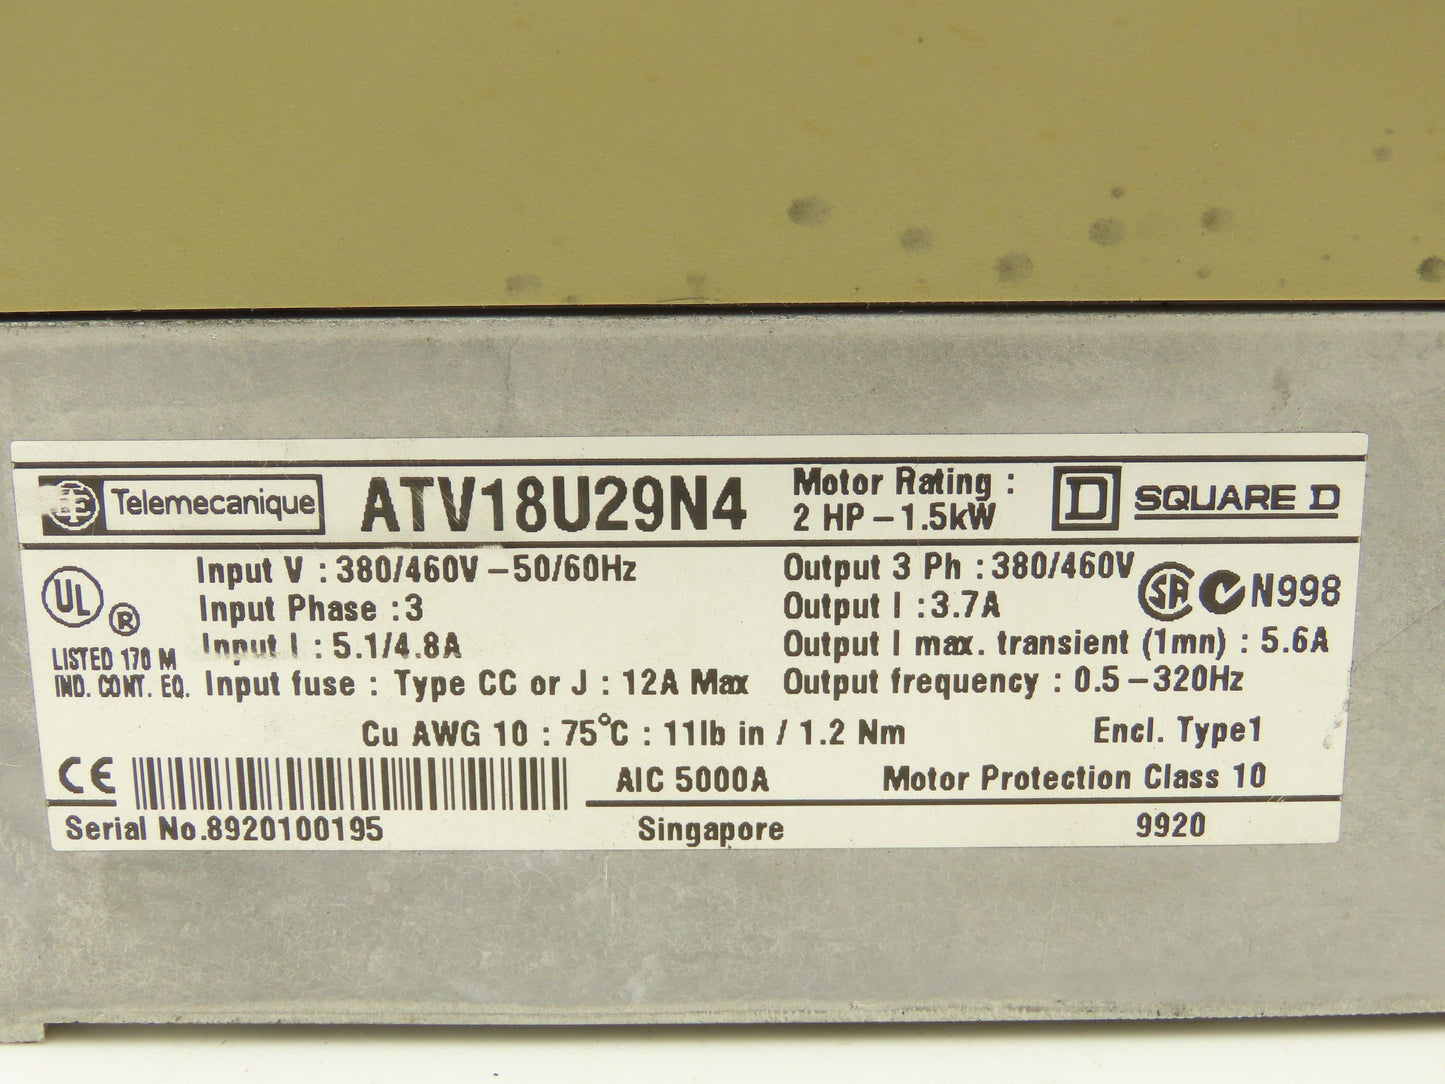 Telemecanique
ATV18U29N4
Motor Rating :
2 HP – 1.5kW
D SQUARE D
Input V : 380/460V – 50/60Hz
Input Phase : 3
Input I : 5.1/4.8A
Input fuse : Type CC or J : 12A Max
Output 3 Ph : 380/460V
Output I : 3.7A
Output I max. transient (1mn) : 5.6A
Output frequency : 0.5 – 320Hz
UL ®
LISTED 170 M
IND. CONT. EQ.
SA N998
Cu AWG 10 : 75°C : 11lb in / 1.2 Nm
Encl. Type1
CE
AIC 5000A
Motor Protection Class 10
Serial No.8920100195
Singapore
9920